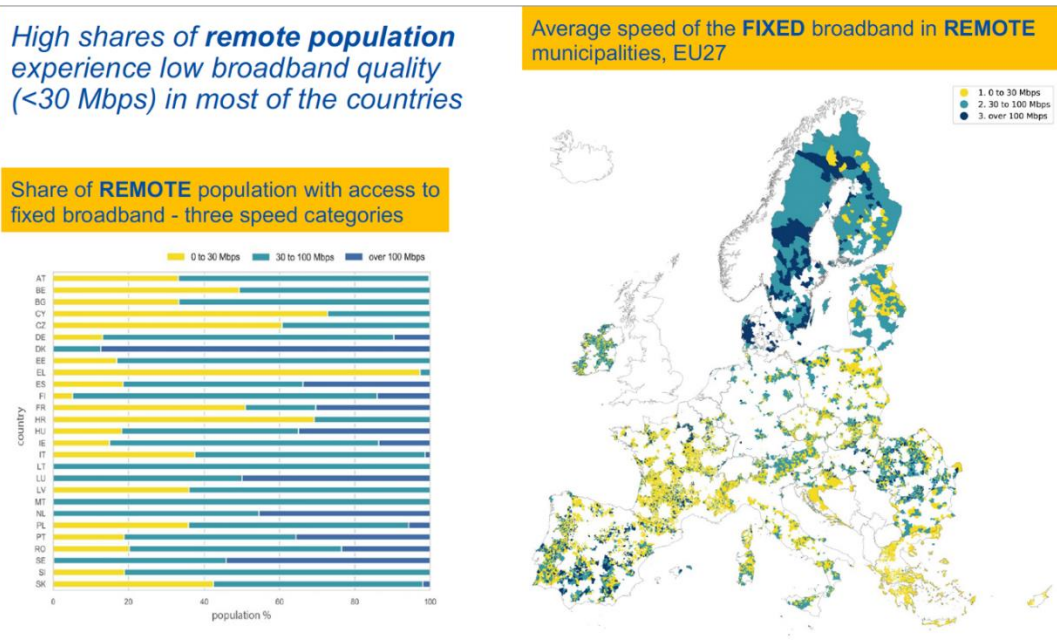 High shares of remote population
experience low broadband quality
(<30 Mbps) in most of the countries
Share of REMOTE population with access to
fixed broadband - three speed categories
0 to 30 Mbps 30 to 100 Mbps over 100 Mbps
AT
BE
BG
CY
CZ
DE
DK
EE
EL
ES
FI
FR
HR
HU
IE
IT
LT
LU
LV
MT
NL
PL
PT
RO
SE
SI
SK
country
0 20 40 60 80 100
population %
Average speed of the FIXED broadband in REMOTE
municipalities, EU27
1. 0 to 30 Mbps
2. 30 to 100 Mbps
3. over 100 Mbps